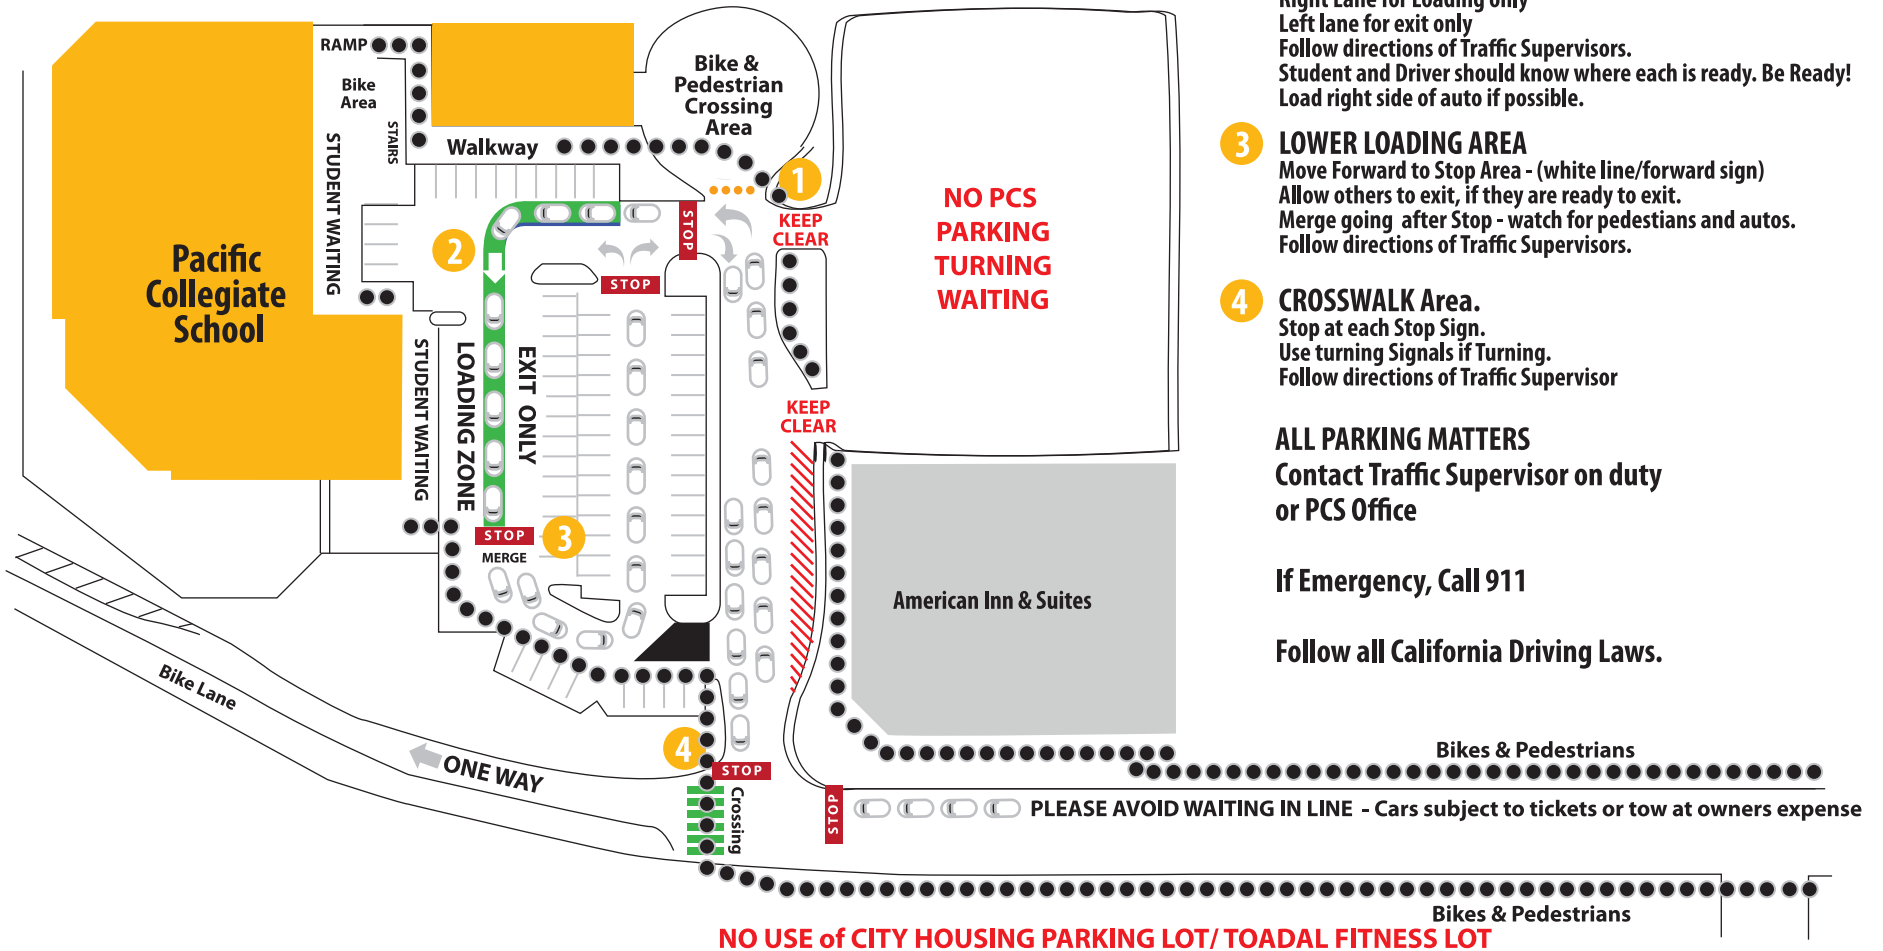 RAMP
Bike
Area
STAIRS
STUDENT WAITING
Walkway
Bike &
Pedestrian
Crossing
Area
1
KEEP
CLEAR
STOP
2
STOP
NO PCS
PARKING
TURNING
WAITING
Pacific
Collegiate
School
STUDENT WAITING
LOADING ZONE
EXIT ONLY
KEEP
CLEAR
STOP
3
MERGE
American Inn & Suites
Bike Lane
ONE WAY
4
STOP
Crossing
STOP
Right Lane for Loading only
Left lane for exit only
Follow directions of Traffic Supervisors.
Student and Driver should know where each is ready. Be Ready!
Load right side of auto if possible.
3 LOWER LOADING AREA
Move Forward to Stop Area - (white line/forward sign)
Allow others to exit, if they are ready to exit.
Merge going after Stop - watch for pedestians and autos.
Follow directions of Traffic Supervisors.
4 CROSSWALK Area.
Stop at each Stop Sign.
Use turning Signals if Turning.
Follow directions of Traffic Supervisor
ALL PARKING MATTERS
Contact Traffic Supervisor on duty
or PCS Office
If Emergency, Call 911
Follow all California Driving Laws.
Bikes & Pedestrians
PLEASE AVOID WAITING IN LINE - Cars subject to tickets or tow at owners expense
Bikes & Pedestrians
NO USE of CITY HOUSING PARKING LOT/ TOADAL FITNESS LOT